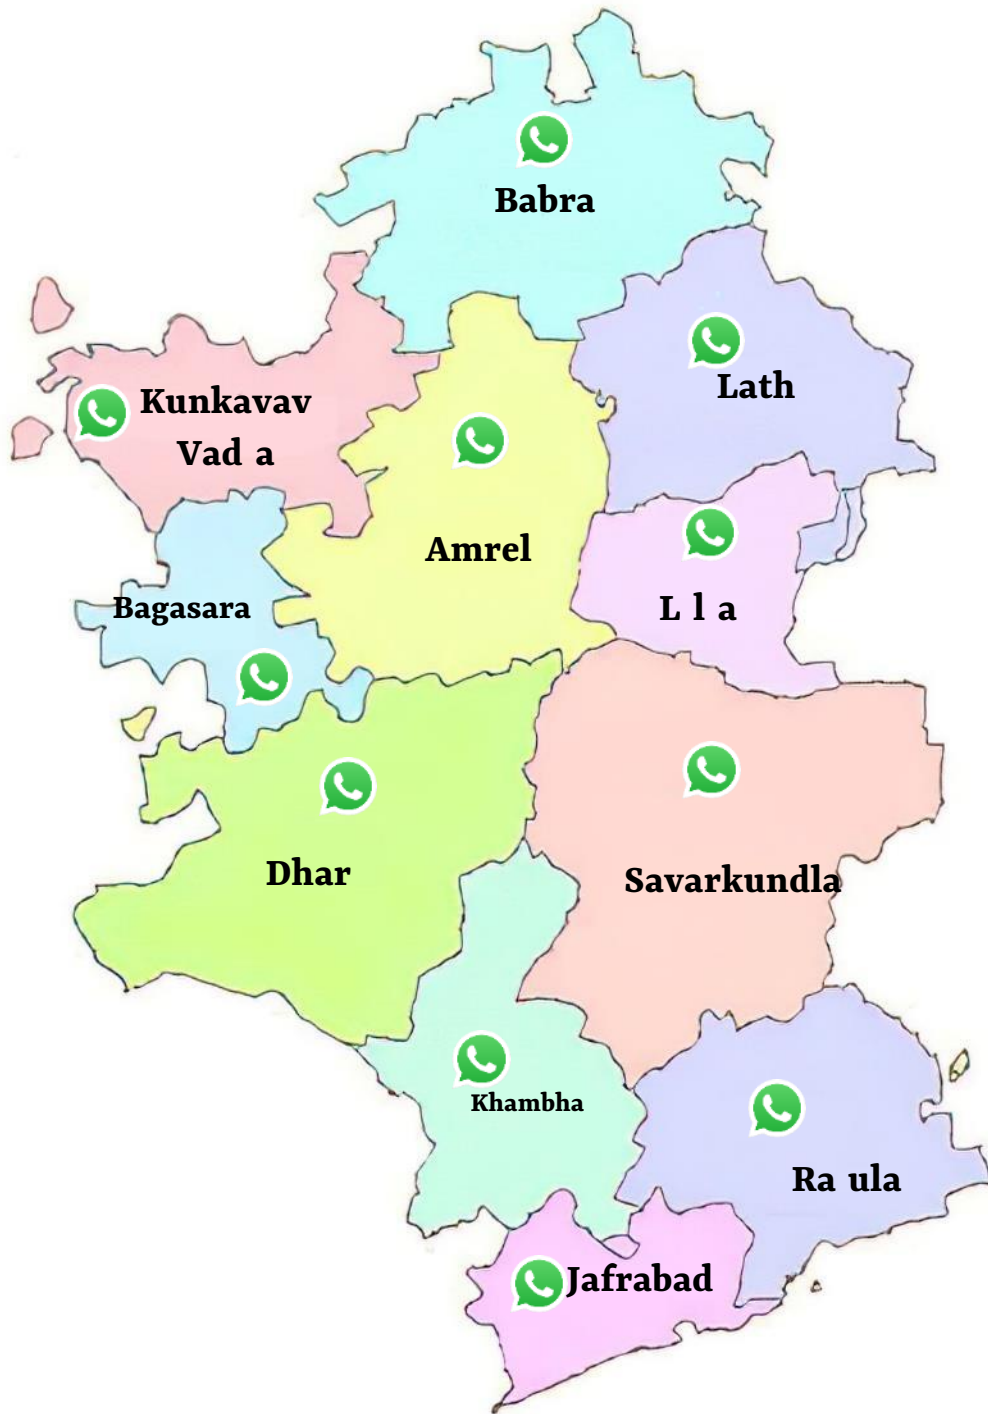 Babra
Lath
Kunkavav
Vad a
Amrel
L l a
Bagasara
Dhar
Savarkundla
Khambha
Ra ula
Jafrabad